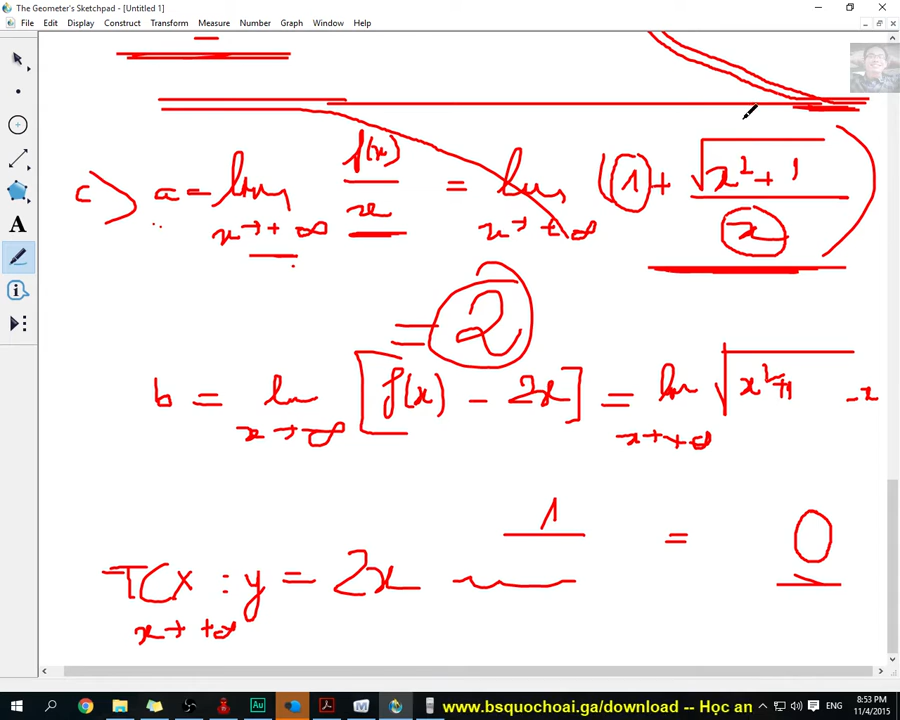 The Geometer's Sketchpad - [Untitled 1]
File Edit Display Construct Transform Measure Number Graph Window Help
c) a = lim x→+∞ f(x)/x = lim x→+∞ (1 + √(x²+1)/x)
= 2
b = lim x→∞ [f(x) - 2x] = lim x→+∞ √(x²+1) -x
1 = 0
TCX : y = 2x
x→+∞
A
www.bsquochoai.ga/download -- Học an
Au
ENG
8:53 PM
11/4/2015